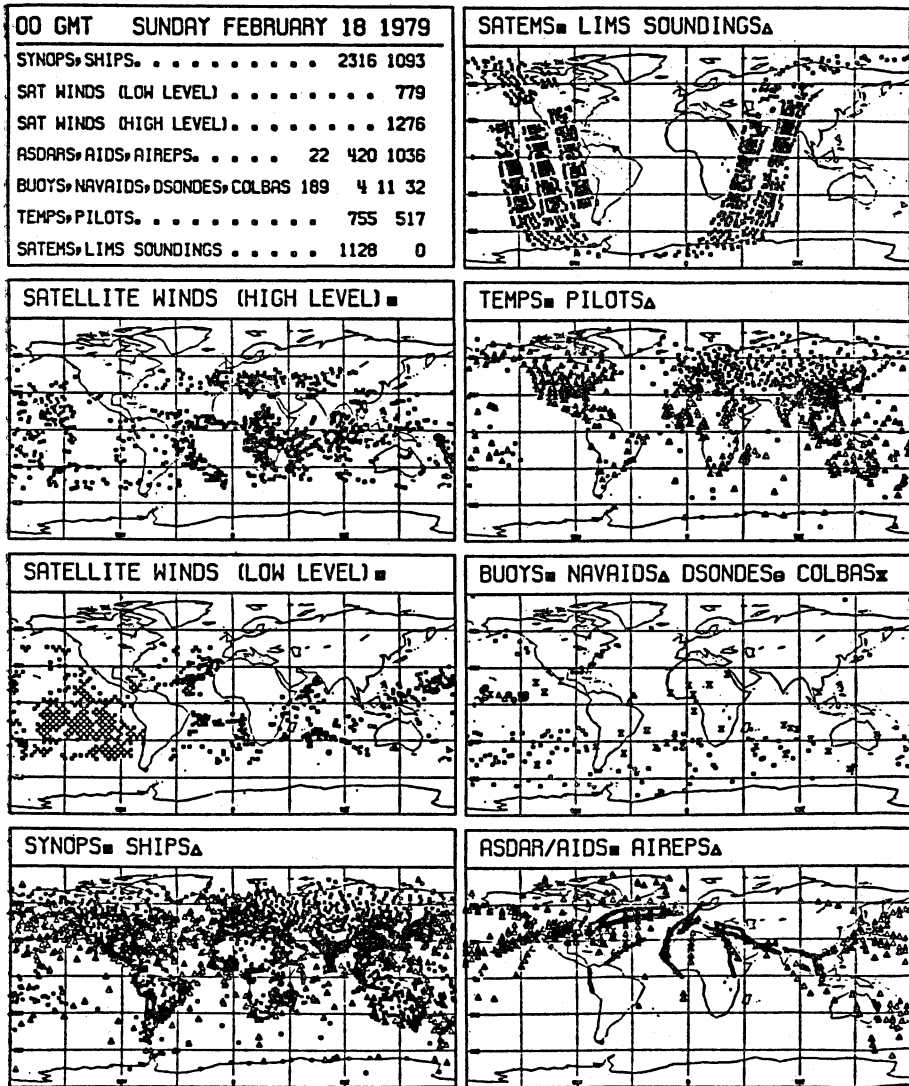 00 GMT SUNDAY FEBRUARY 18 1979
SYNOPS,SHIPS. . . . . . . . . . 2316 1093
SAT WINDS (LOW LEVEL) . . . . . . . 779
SAT WINDS (HIGH LEVEL) . . . . . . . 1276
ASDARS,AIDS,AIREPS. . . . . . 22 420 1036
BUOYS,NAVAIDS,DSONDES,COLBAS 189 4 11 32
TEMPS,PILOTS. . . . . . . . . . 755 517
SATEMS,LIMS SOUNDINGS . . . . . 1128 0
SATEMS■ LIMS SOUNDINGS△
SATELLITE WINDS (HIGH LEVEL)■
TEMPS■ PILOTS△
SATELLITE WINDS (LOW LEVEL)■
BUOYS■ NAVAIDS△ DSONDES⊖ COLBAS⧖
SYNOPS■ SHIPS△
ASDAR/AIDS■ AIREPS△